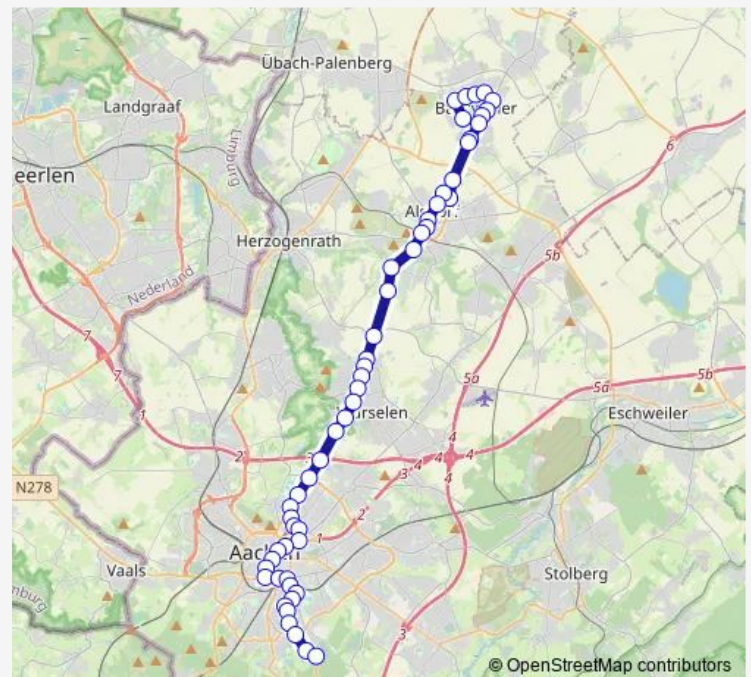 Übach-Palenberg
Landgraaf
Limburg
6
eerlen
Herzogenrath
5b
Nederland
7
7
1
5a
5a
5b
Eschweiler
2
4
4
4
3
4
4
N278
2
1
Vaals
Stolberg
3
© OpenStreetMap contributors